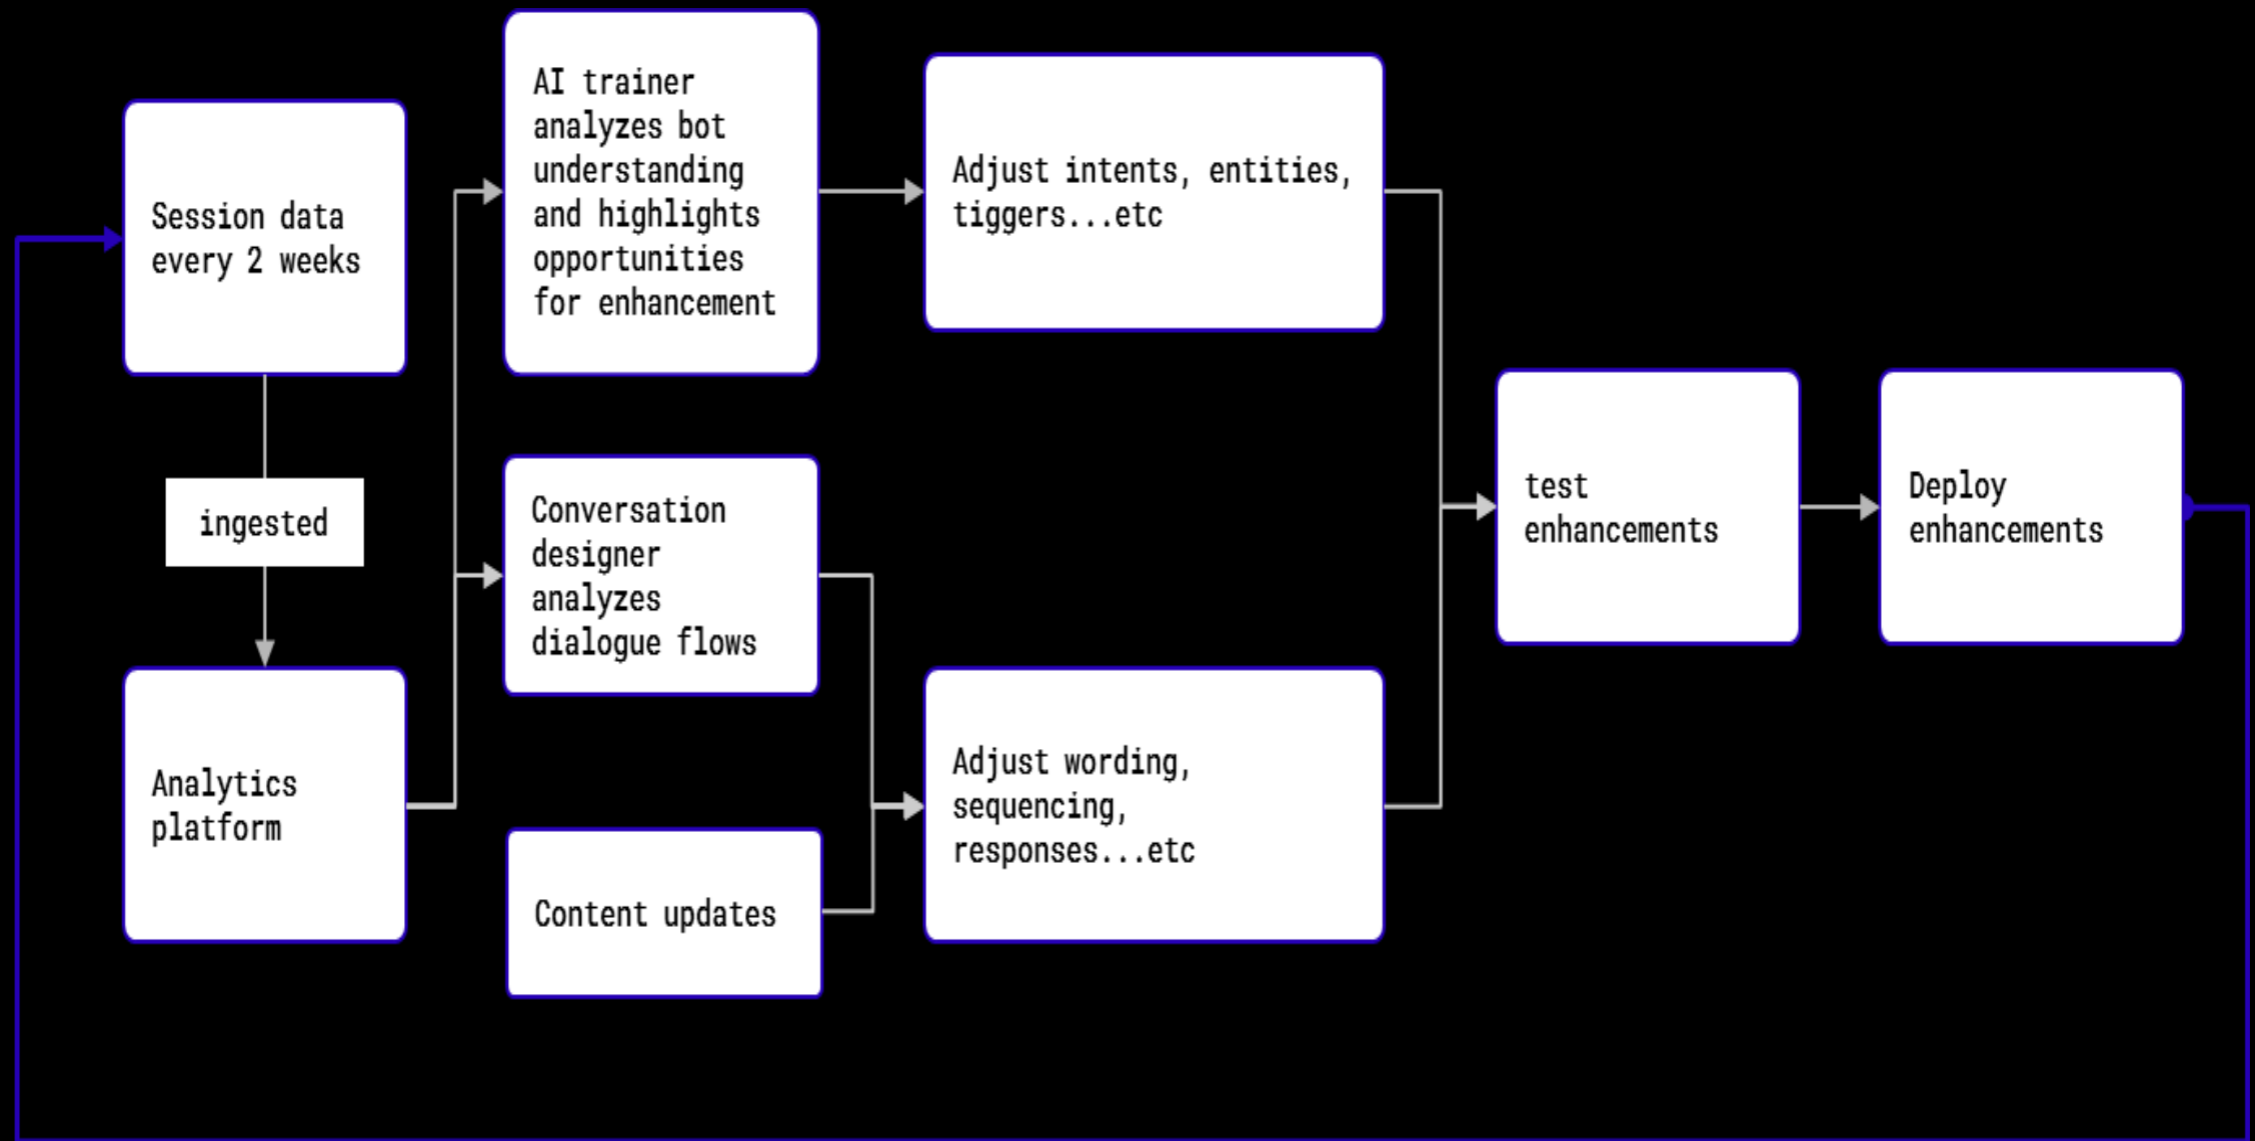 Session data
every 2 weeks
ingested
Analytics
platform
AI trainer
analyzes bot
understanding
and highlights
opportunities
for enhancement
Conversation
designer
analyzes
dialogue flows
Content updates
Adjust intents, entities,
tiggers...etc
Adjust wording,
sequencing,
responses...etc
test
enhancements
Deploy
enhancements